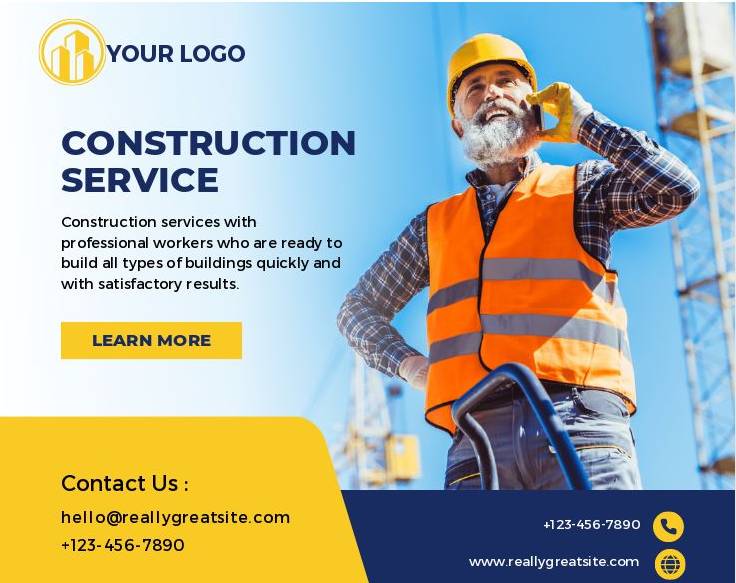 YOUR LOGO
CONSTRUCTION
SERVICE
Construction services with
professional workers who are ready to
build all types of buildings quickly and
with satisfactory results.
LEARN MORE
Contact Us :
hello@reallygreatsite.com
+123-456-7890
+123-456-7890
www.reallygreatsite.com